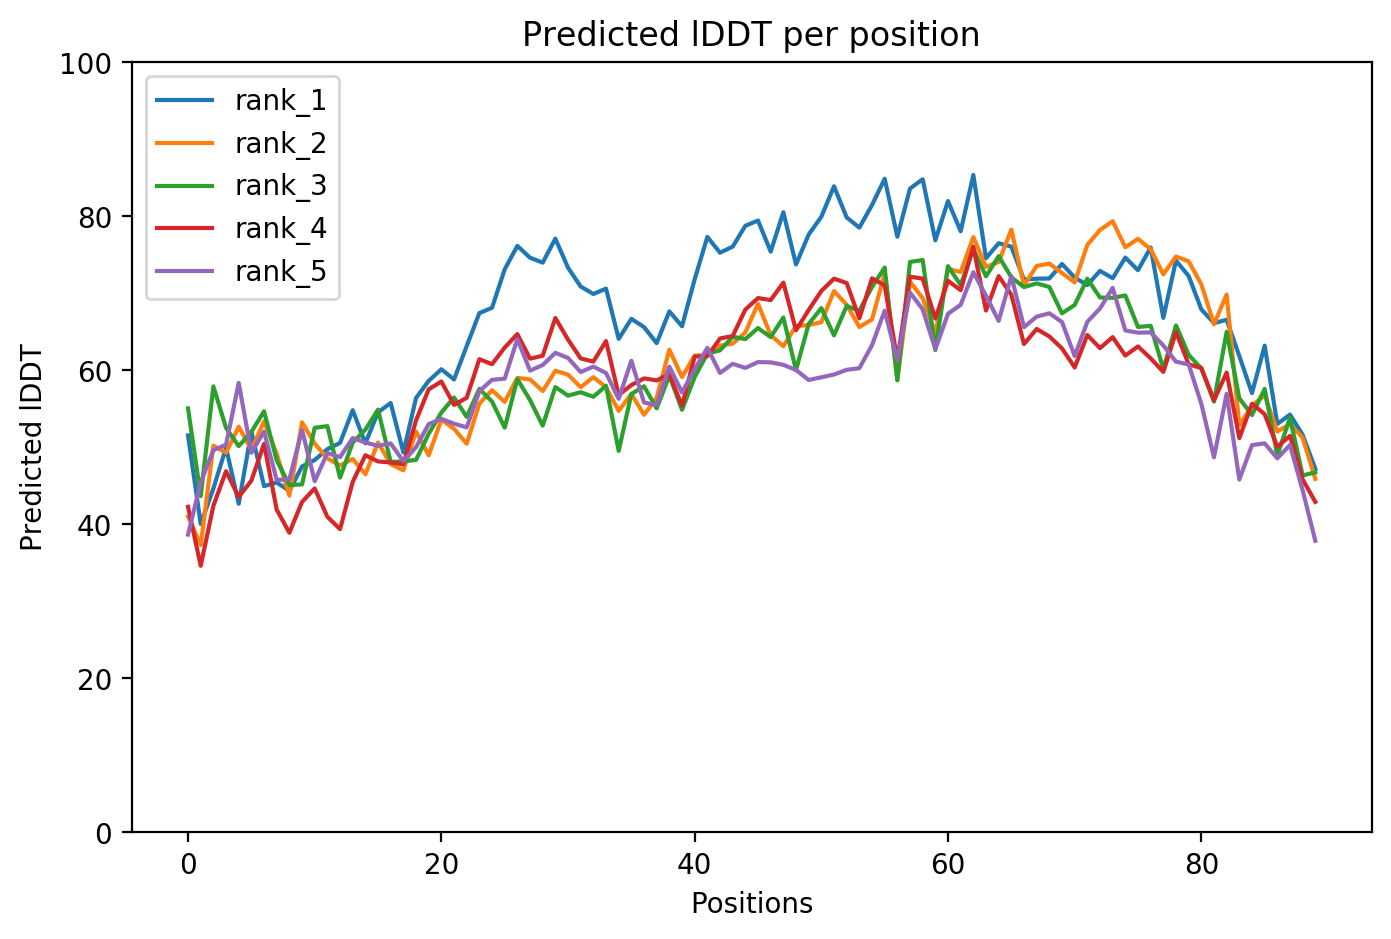 Predicted lDDT per position
Predicted lDDT
100
80
60
40
20
0
rank_1
rank_2
rank_3
rank_4
rank_5
0 20 40 60 80
Positions